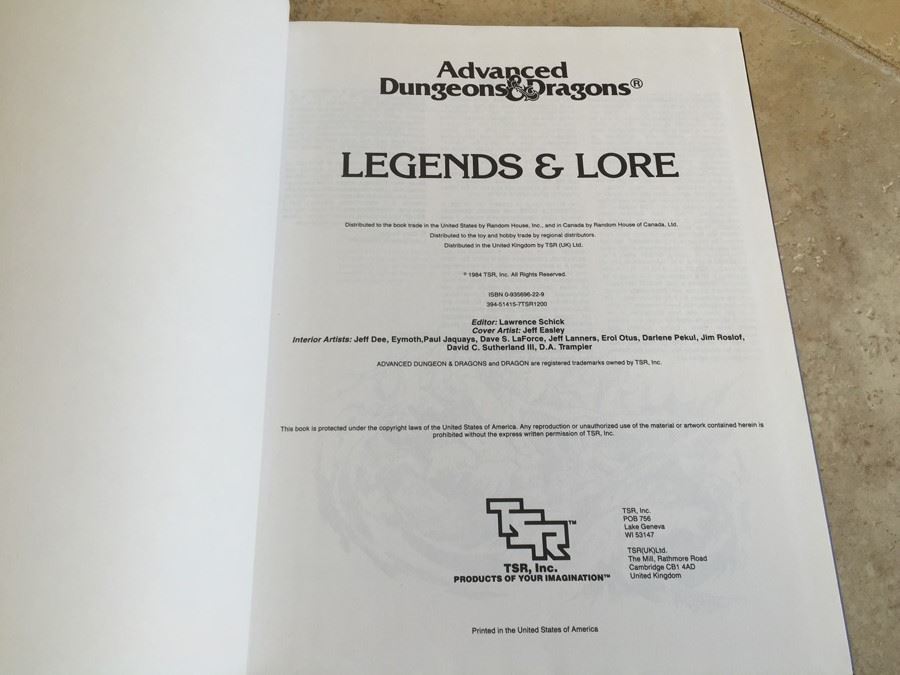 Advanced
Dungeons & Dragons®
LEGENDS & LORE
Distributed to the book trade in the United States by Random House, Inc., and in Canada by Random House of Canada, Ltd.
Distributed to the toy and hobby trade by regional distributors.
Distributed in the United Kingdom by TSR (UK) Ltd.
© 1984 TSR, Inc. All Rights Reserved.
ISBN 0-935696-22-9
394-51415-7TSR1200
Editor: Lawrence Schick
Cover Artist: Jeff Easley
Interior Artists: Jeff Dee, Eymoth,Paul Jaquays, Dave S. LaForce, Jeff Lanners, Erol Otus, Darlene Pekul, Jim Roslof,
David C. Sutherland III, D.A. Trampier
ADVANCED DUNGEON & DRAGONS and DRAGON are registered trademarks owned by TSR, Inc.
This book is protected under the copyright laws of the United States of America. Any reproduction or unauthorized use of the material or artwork contained herein is
prohibited without the express written permission of TSR, Inc.
TSR™
TSR, Inc.
PRODUCTS OF YOUR IMAGINATION™
TSR, Inc.
POB 756
Lake Geneva
WI 53147
TSR(UK)Ltd.
The Mill, Rathmore Road
Cambridge CB1 4AD
United Kingdom
Printed in the United States of America